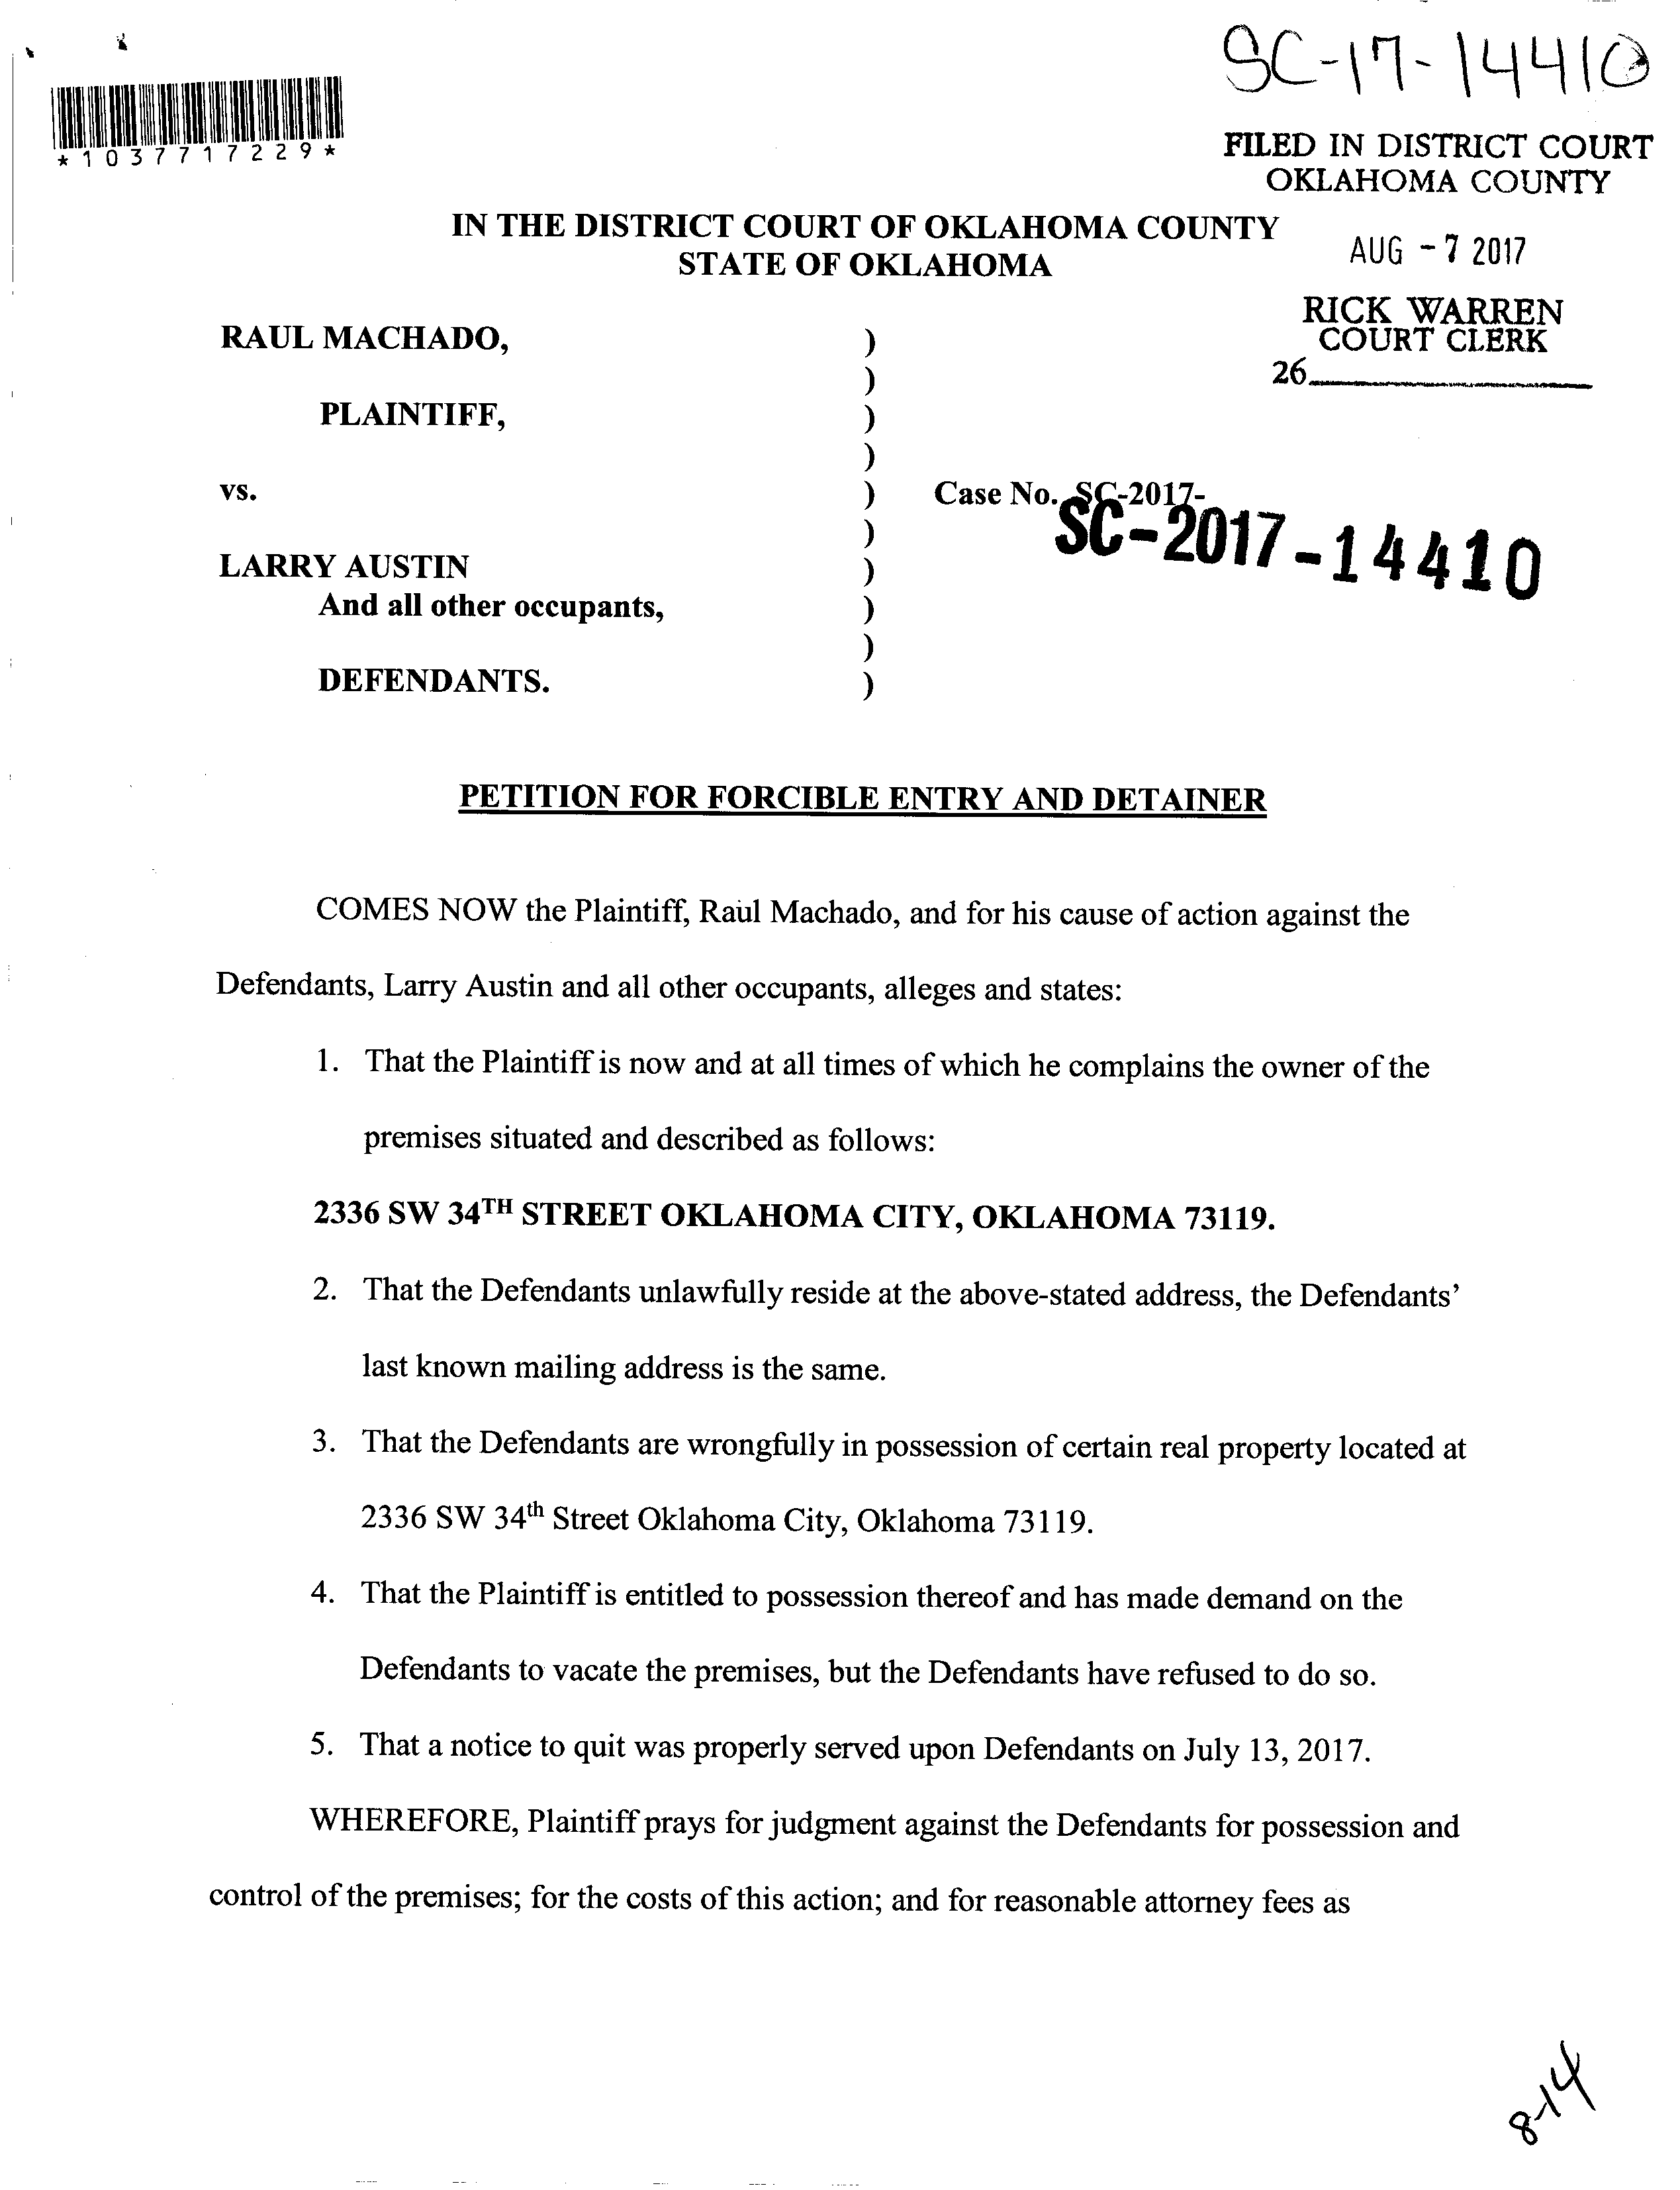 SC-17-14410
*1037717229*
FILED IN DISTRICT COURT
OKLAHOMA COUNTY
IN THE DISTRICT COURT OF OKLAHOMA COUNTY
STATE OF OKLAHOMA
AUG - 7 2017
RICK WARREN
COURT CLERK
26
RAUL MACHADO, )
)
PLAINTIFF, )
)
vs. ) Case No. SC-2017-
SC-2017-14410
)
LARRY AUSTIN )
And all other occupants, )
)
DEFENDANTS. )
PETITION FOR FORCIBLE ENTRY AND DETAINER
COMES NOW the Plaintiff, Raul Machado, and for his cause of action against the
Defendants, Larry Austin and all other occupants, alleges and states:
1. That the Plaintiff is now and at all times of which he complains the owner of the
premises situated and described as follows:
2336 SW 34TH STREET OKLAHOMA CITY, OKLAHOMA 73119.
2. That the Defendants unlawfully reside at the above-stated address, the Defendants’
last known mailing address is the same.
3. That the Defendants are wrongfully in possession of certain real property located at
2336 SW 34th Street Oklahoma City, Oklahoma 73119.
4. That the Plaintiff is entitled to possession thereof and has made demand on the
Defendants to vacate the premises, but the Defendants have refused to do so.
5. That a notice to quit was properly served upon Defendants on July 13, 2017.
WHEREFORE, Plaintiff prays for judgment against the Defendants for possession and
control of the premises; for the costs of this action; and for reasonable attorney fees as
8-14